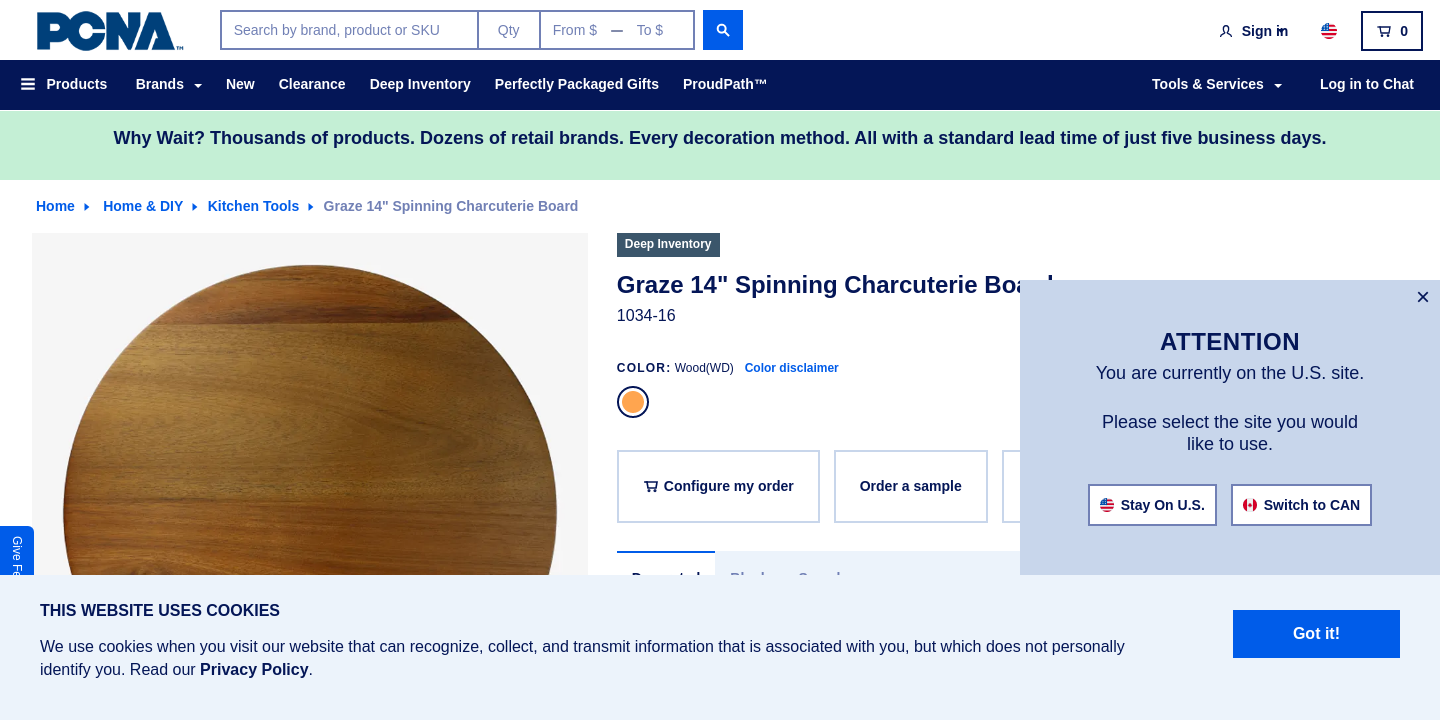 PCNA™
Search by brand, product or SKU
Qty
From $ — To $
Sign in
0
Products
Brands
New
Clearance
Deep Inventory
Perfectly Packaged Gifts
ProudPath™
Tools & Services
Log in to Chat
Why Wait? Thousands of products. Dozens of retail brands. Every decoration method. All with a standard lead time of just five business days.
Home
Home & DIY
Kitchen Tools
Graze 14" Spinning Charcuterie Board
Deep Inventory
Graze 14" Spinning Charcuterie Board
1034-16
COLOR: Wood(WD) Color disclaimer
Configure my order
Order a sample
×
ATTENTION
You are currently on the U.S. site.
Please select the site you would
like to use.
Stay On U.S.
Switch to CAN
Give
THIS WEBSITE USES COOKIES
We use cookies when you visit our website that can recognize, collect, and transmit information that is associated with you, but which does not personally
identify you. Read our Privacy Policy.
Got it!